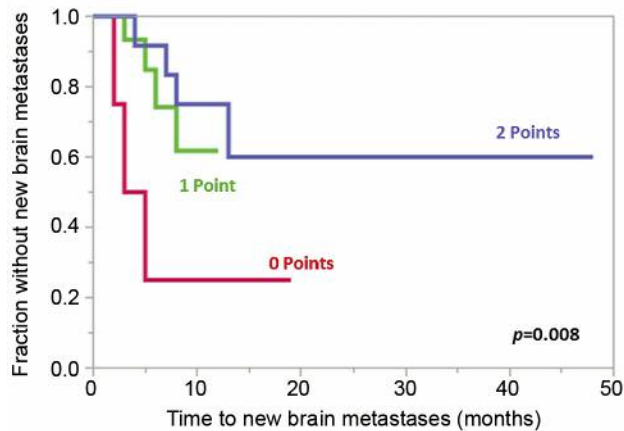 Fraction without new brain metastases
1.0
0.8
0.6
0.4
0.2
0.0
2 Points
1 Point
0 Points
p=0.008
0 10 20 30 40 50
Time to new brain metastases (months)